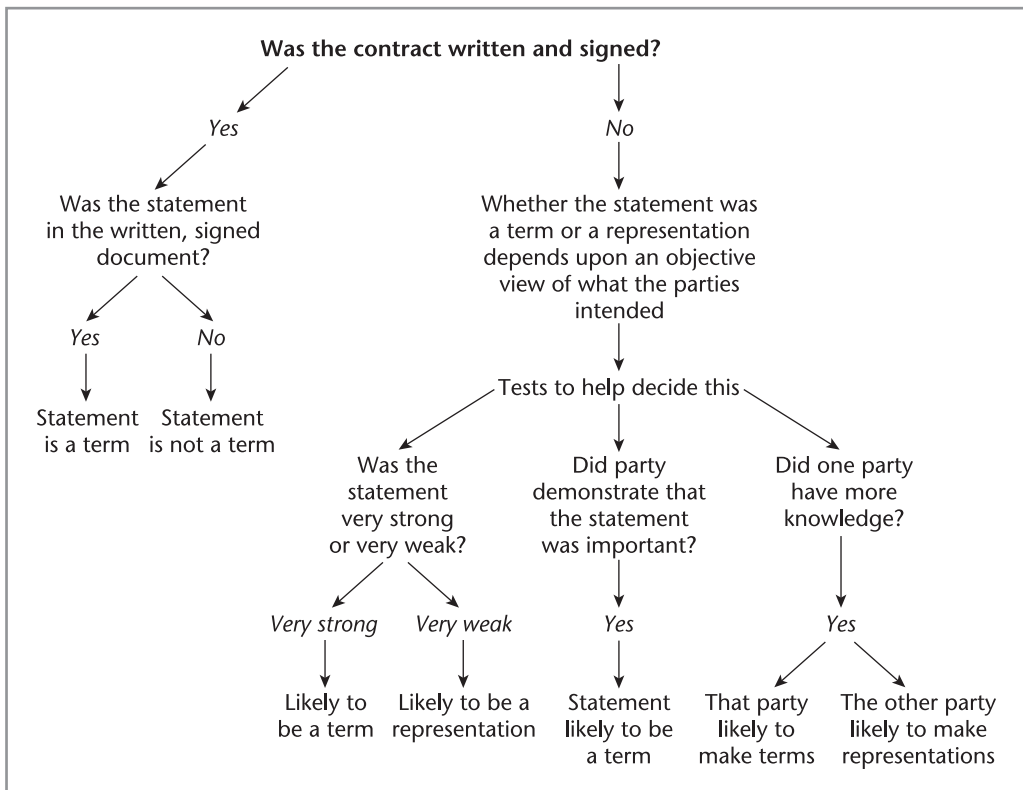 Was the contract written and signed?
Yes
No
Was the statement
in the written, signed
document?
Whether the statement was
a term or a representation
depends upon an objective
view of what the parties
intended
Yes
No
Statement
is a term
Statement
is not a term
Tests to help decide this
Was the
statement
very strong
or very weak?
Did party
demonstrate that
the statement
was important?
Did one party
have more
knowledge?
Very strong
Very weak
Yes
Yes
Likely to
be a term
Likely to be a
representation
Statement
likely to be
a term
That party
likely to
make terms
The other party
likely to make
representations